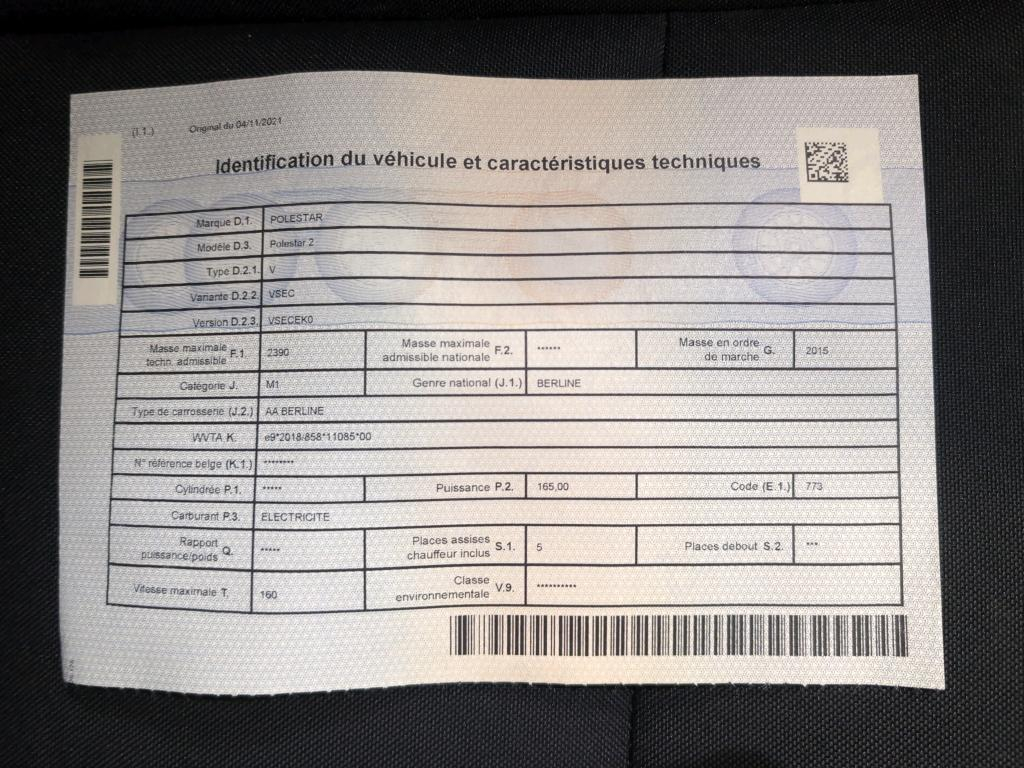 (I.1.) Original du 04/11/2021
Identification du véhicule et caractéristiques techniques
Marque D.1. POLESTAR
Modèle D.3. Polestar 2
Type D.2.1. V
Variante D.2.2. VSEC
Version D.2.3. VSECEK0
Masse maximale techn. admissible F.1. 2390 Masse maximale admissible nationale F.2. ****** Masse en ordre de marche G. 2015
Catégorie J. M1 Genre national (J.1.) BERLINE
Type de carrosserie (J.2.) AA BERLINE
WVTA K. e9*2018/858*11085*00
N° référence belge (K.1.) ********
Cylindrée P.1. ***** Puissance P.2. 165,00 Code (E.1.) 773
Carburant P.3. ELECTRICITE
Rapport puissance/poids Q. ***** Places assises chauffeur inclus S.1. 5 Places debout S.2. ***
Vitesse maximale T. 160 Classe environnementale V.9. **********